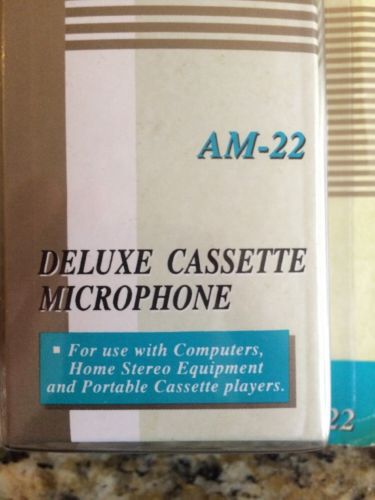 AM-22
DELUXE CASSETTE
MICROPHONE
▪ For use with Computers,
Home Stereo Equipment
and Portable Cassette players.
22